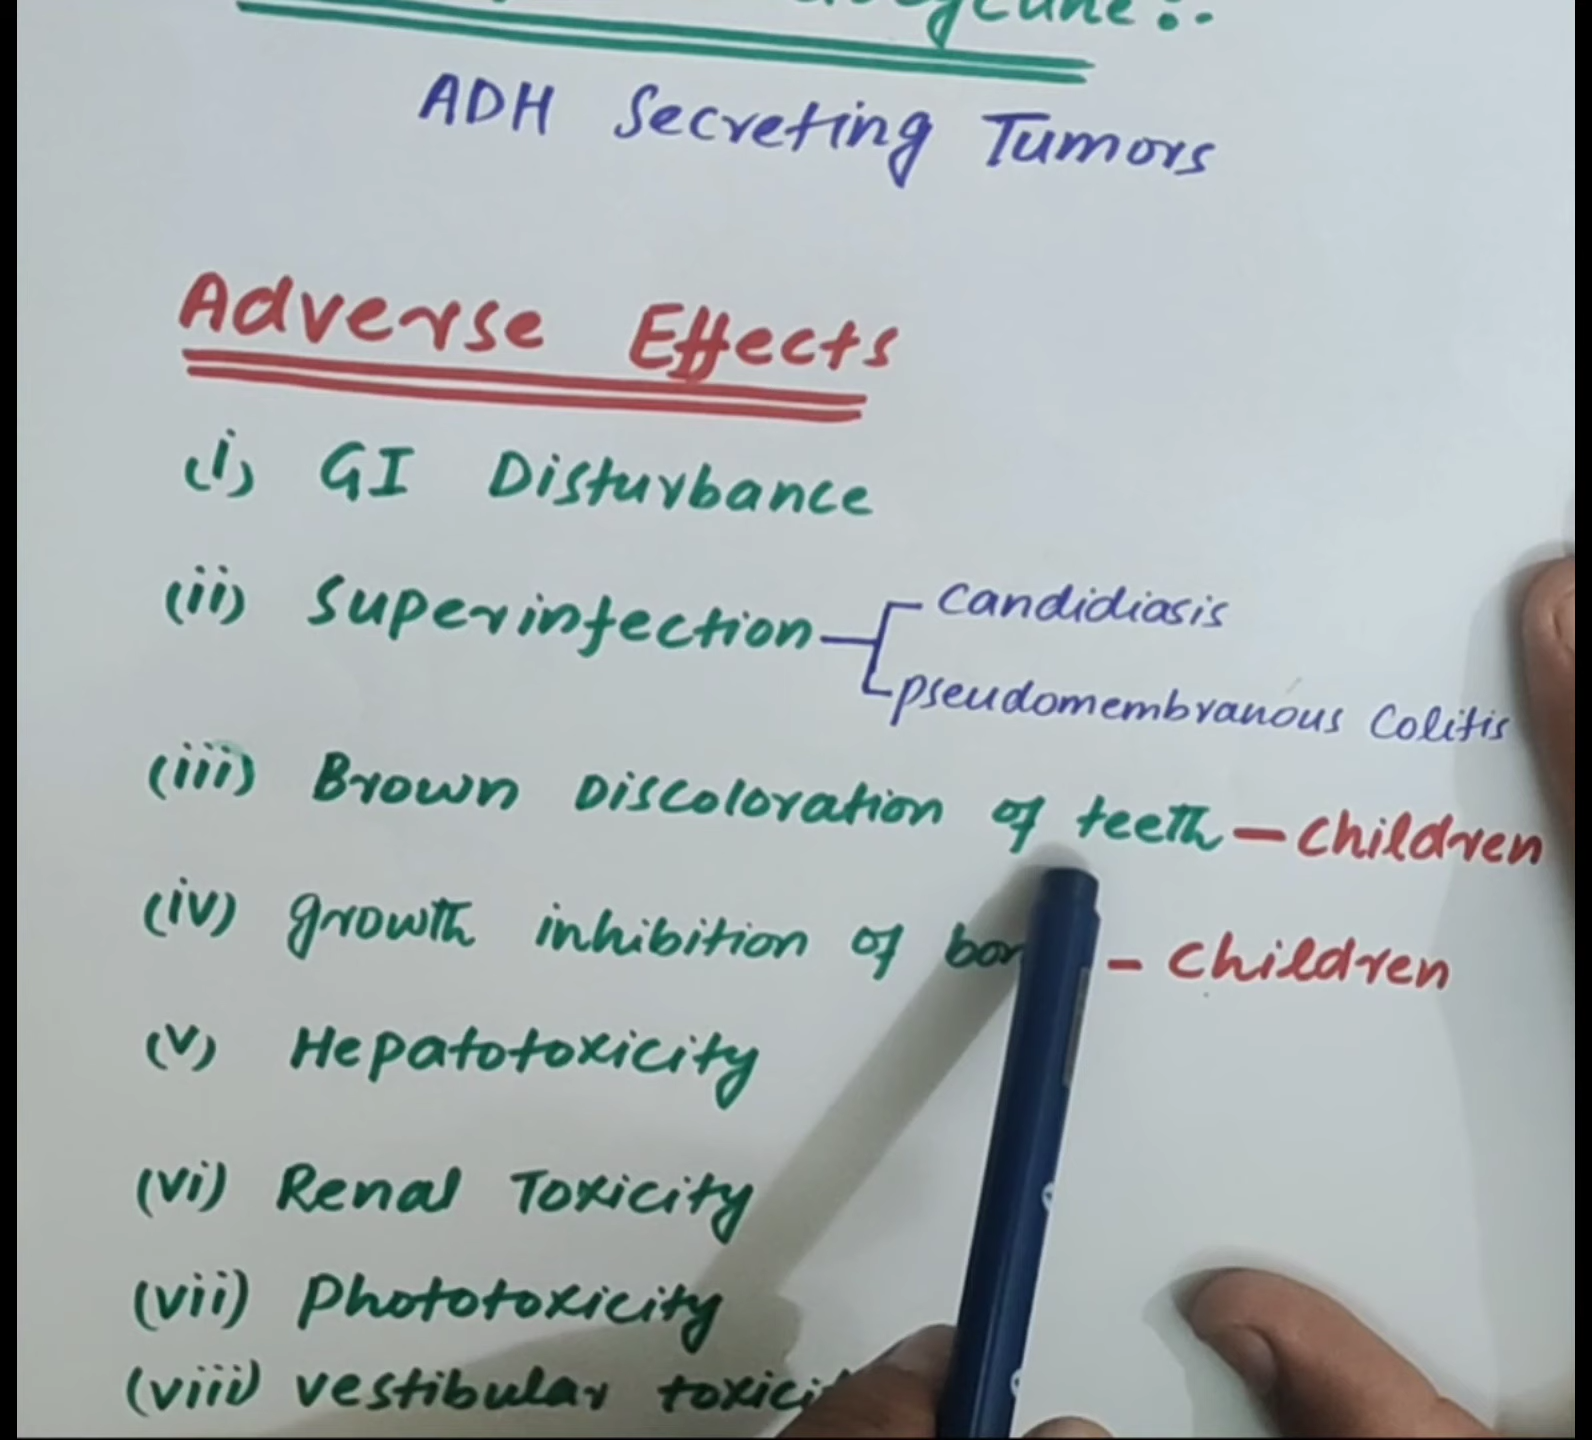 ADH Secreting Tumors
Adverse Effects
(i) GI Disturbance
(ii) Superinfection
Candidiasis
pseudomembranous Colitis
(iii) Brown Discoloration of teeth - children
(iv) growth inhibition of - children
(v) Hepatotoxicity
(vi) Renal Toxicity
(vii) Phototoxicity
(viii) vestibular